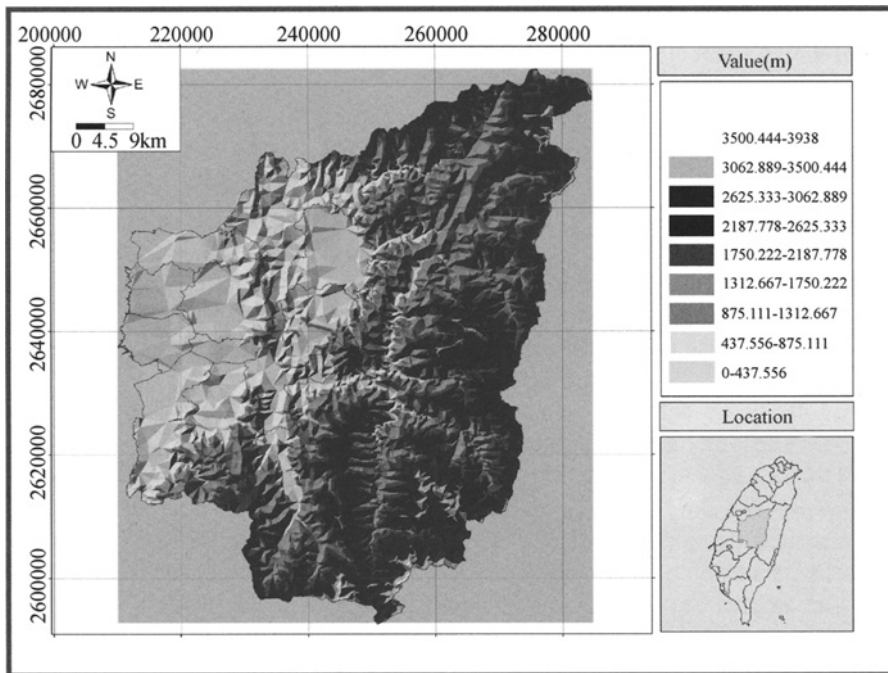 200000 220000 240000 260000 280000
N
W E
S
0 4.5 9km
2680000
2660000
2640000
2620000
2600000
Value(m)
3500.444-3938
3062.889-3500.444
2625.333-3062.889
2187.778-2625.333
1750.222-2187.778
1312.667-1750.222
875.111-1312.667
437.556-875.111
0-437.556
Location